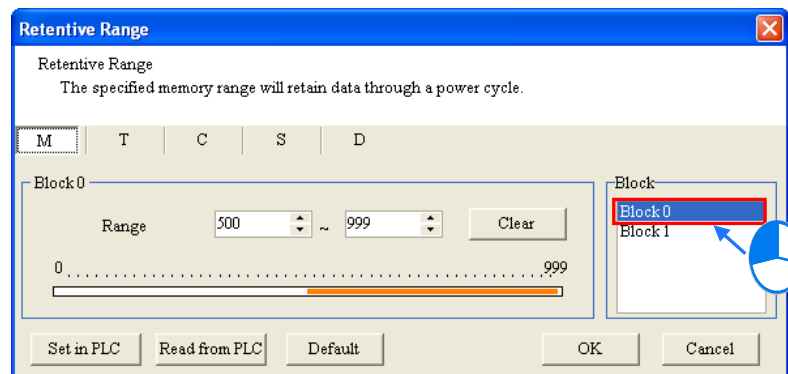 Retentive Range
Retentive Range
The specified memory range will retain data through a power cycle.
M T C S D
Block 0
Range 500 ~ 999 Clear
0 999
Block
Block 0
Block 1
Set in PLC Read from PLC Default OK Cancel